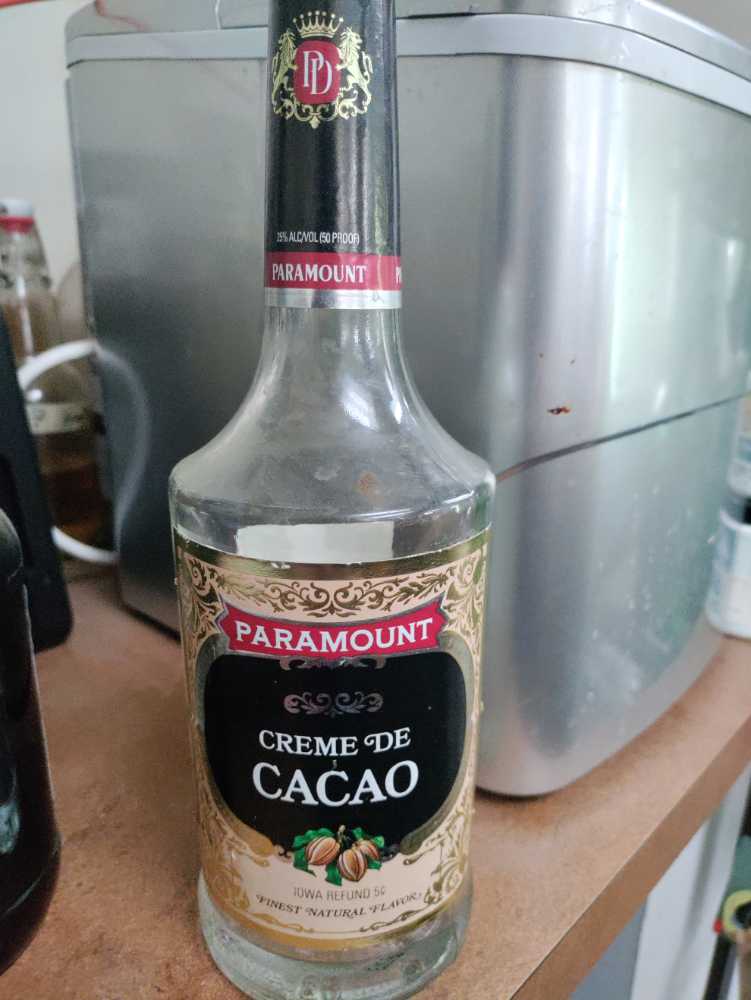 PD
25% ALC/VOL (50 PROOF)
PARAMOUNT
PARAMOUNT
CREME DE
CACAO
IOWA REFUND 5¢
FINEST NATURAL FLAVOR